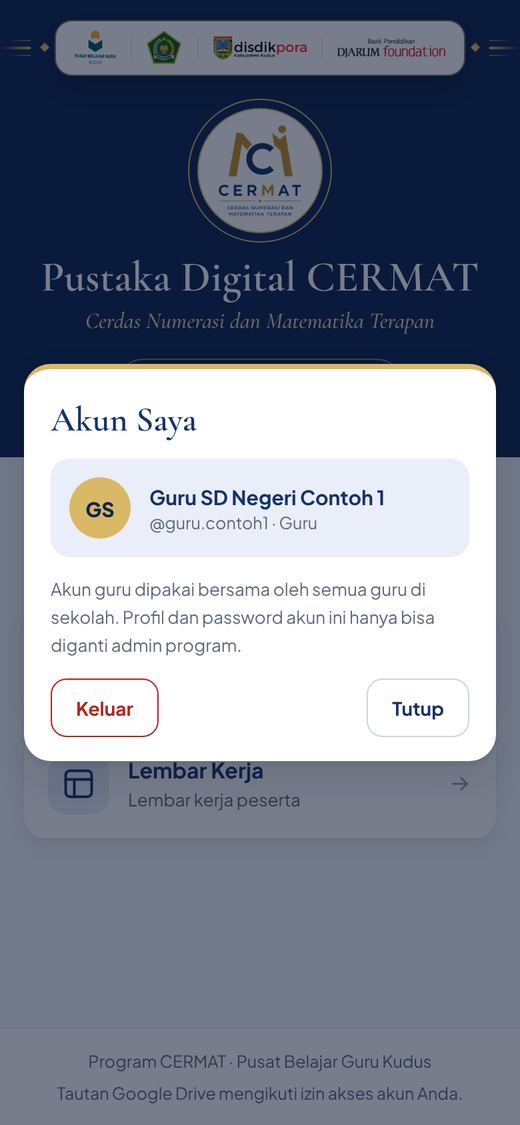 PUSAT BELAJAR GURU
KUDUS
disdikpora
Kabupaten Kudus
Bakti Pendidikan
DJARUM foundation
CERMAT
CERDAS NUMERASI DAN
MATEMATIKA TERAPAN
Pustaka Digital CERMAT
Cerdas Numerasi dan Matematika Terapan
Akun Saya
GS
Guru SD Negeri Contoh 1
@guru.contoh1 · Guru
Akun guru dipakai bersama oleh semua guru di
sekolah. Profil dan password akun ini hanya bisa
diganti admin program.
Keluar
Tutup
Lembar Kerja
Lembar kerja peserta
Program CERMAT · Pusat Belajar Guru Kudus
Tautan Google Drive mengikuti izin akses akun Anda.